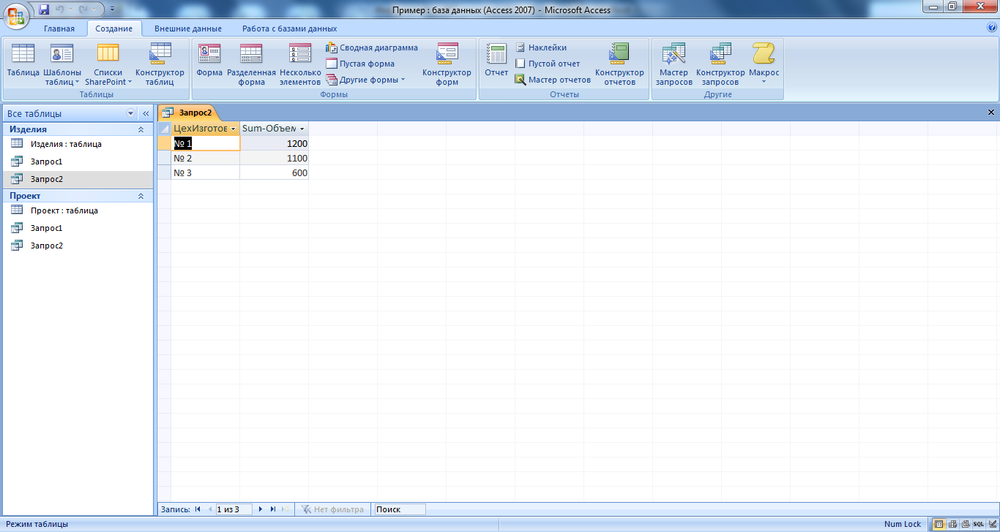 Пример : база данных (Access 2007) - Microsoft Access
Главная Создание Внешние данные Работа с базами данных
Таблица Шаблоны таблиц Списки SharePoint Конструктор таблиц
Таблицы
Форма Разделенная форма Несколько элементов Сводная диаграмма Пустая форма Другие формы Конструктор форм
Формы
Отчет Наклейки Пустой отчет Мастер отчетов Конструктор отчетов
Отчеты
Мастер запросов Конструктор запросов Макрос
Другие
Все таблицы
Изделия
Изделия : таблица
Запрос1
Запрос2
Проект
Проект : таблица
Запрос1
Запрос2
Запрос2
ЦехИзготов Sum-Объем
№ 1 1200
№ 2 1100
№ 3 600
Запись: 1 из 3 Нет фильтра Поиск
Режим таблицы Num Lock SQL